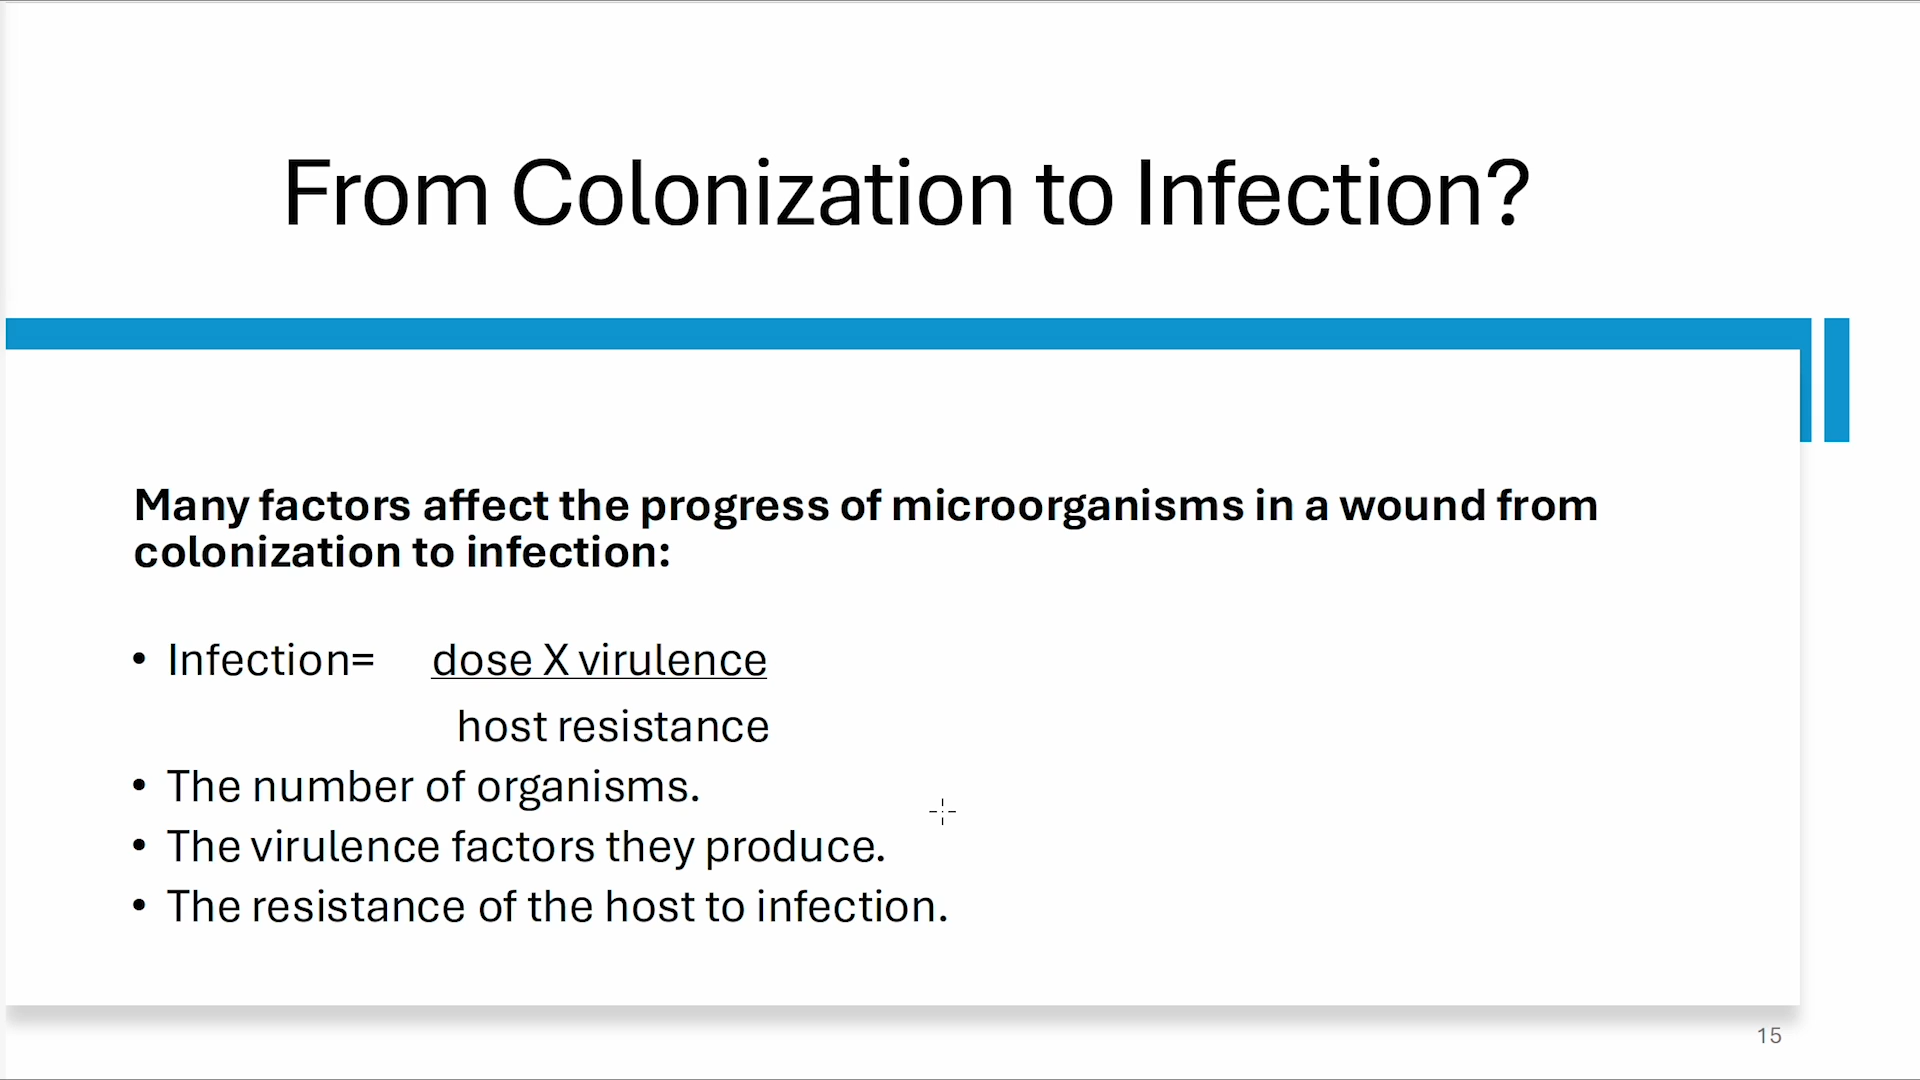 From Colonization to Infection?
Many factors affect the progress of microorganisms in a wound from
colonization to infection:
• Infection= dose X virulence
host resistance
• The number of organisms.
• The virulence factors they produce.
• The resistance of the host to infection.
15